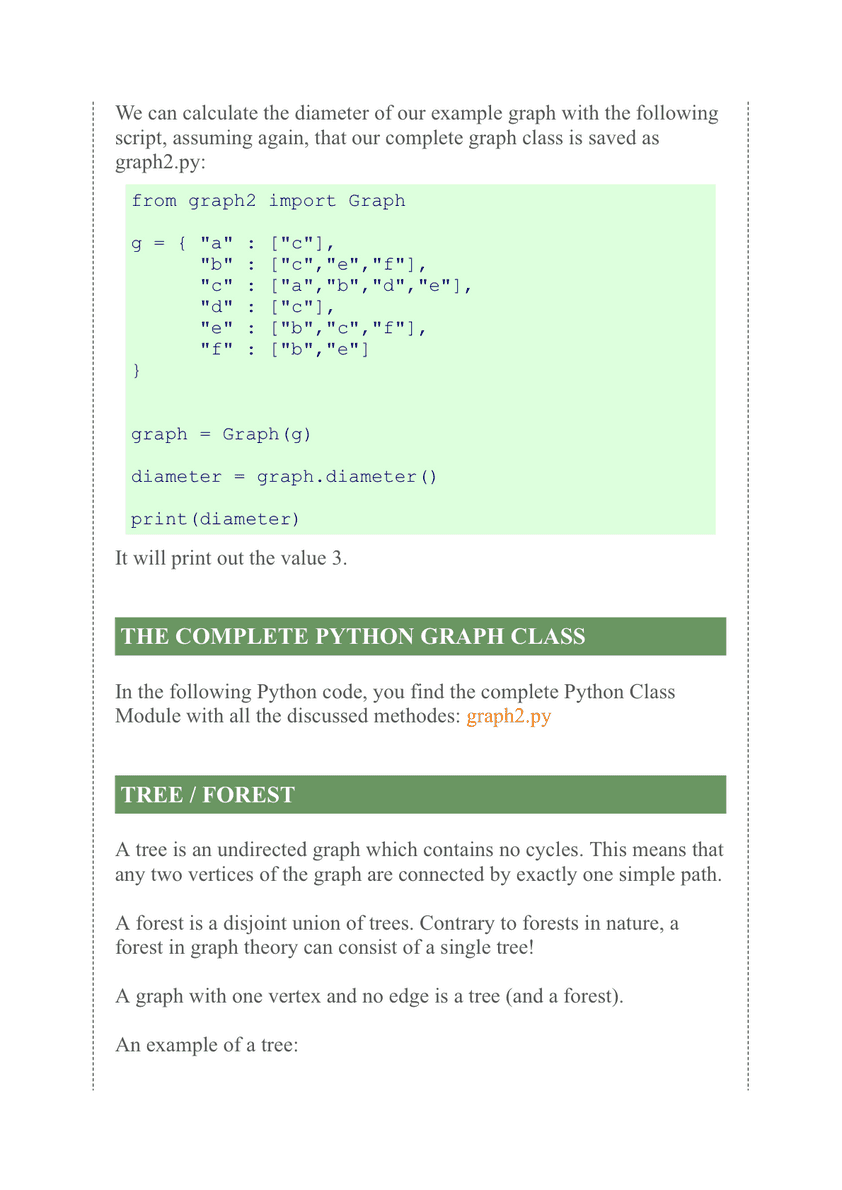 We can calculate the diameter of our example graph with the following
script, assuming again, that our complete graph class is saved as
graph2.py:
from graph2 import Graph
g = { "a" : ["c"],
"b" : ["c","e","f"],
"c" : ["a","b","d","e"],
"d" : ["c"],
"e" : ["b","c","f"],
"f" : ["b","e"]
}
graph = Graph(g)
diameter = graph.diameter()
print(diameter)
It will print out the value 3.
THE COMPLETE PYTHON GRAPH CLASS
In the following Python code, you find the complete Python Class
Module with all the discussed methodes: graph2.py
TREE / FOREST
A tree is an undirected graph which contains no cycles. This means that
any two vertices of the graph are connected by exactly one simple path.
A forest is a disjoint union of trees. Contrary to forests in nature, a
forest in graph theory can consist of a single tree!
A graph with one vertex and no edge is a tree (and a forest).
An example of a tree: